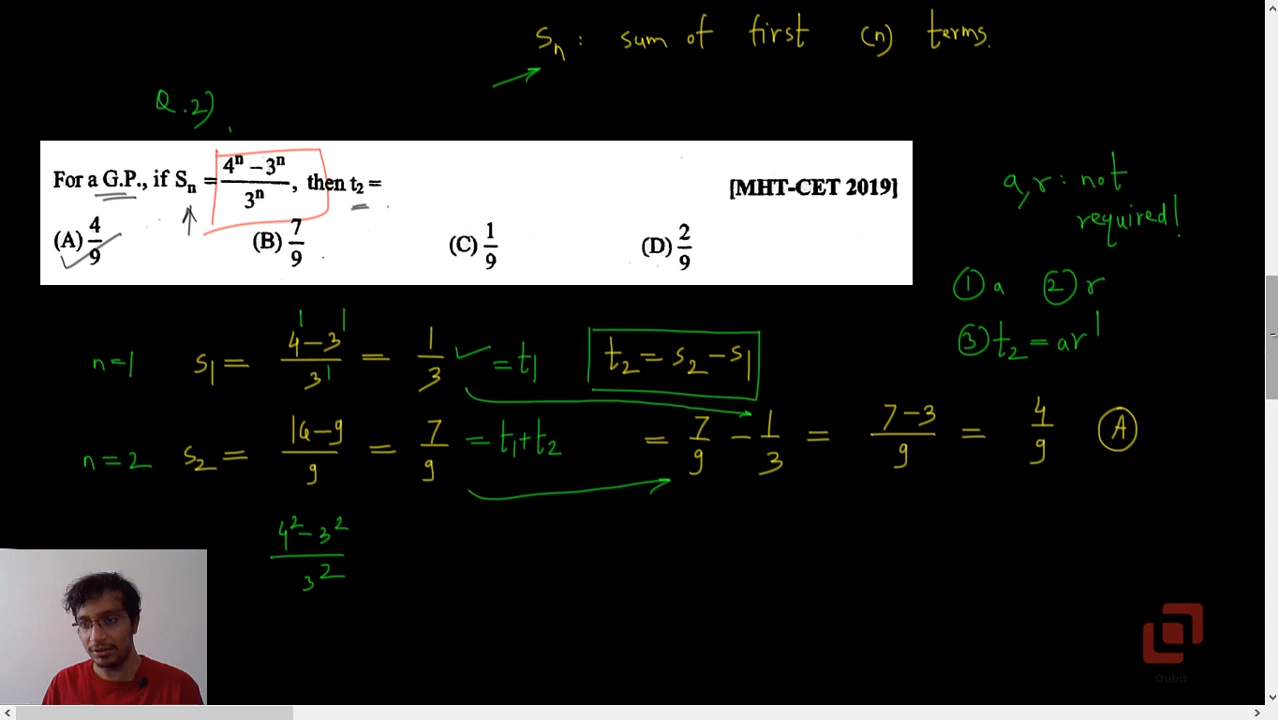 Sn : sum of first (n) terms.
Q.2)
For a G.P., if Sn = (4^n − 3^n)/3^n, then t2 =
[MHT-CET 2019]
(A) 4/9 (B) 7/9 (C) 1/9 (D) 2/9
a,r : not
required!
① a ② r
③ t2 = ar^1
n=1 S1 = (4^1 − 3^1)/3^1 = 1/3 = t1 t2 = S2 − S1
n=2 S2 = (16−9)/9 = 7/9 = t1+t2 = 7/9 − 1/3 = (7−3)/9 = 4/9 Ⓐ
(4^2 − 3^2)/3^2
Qubit